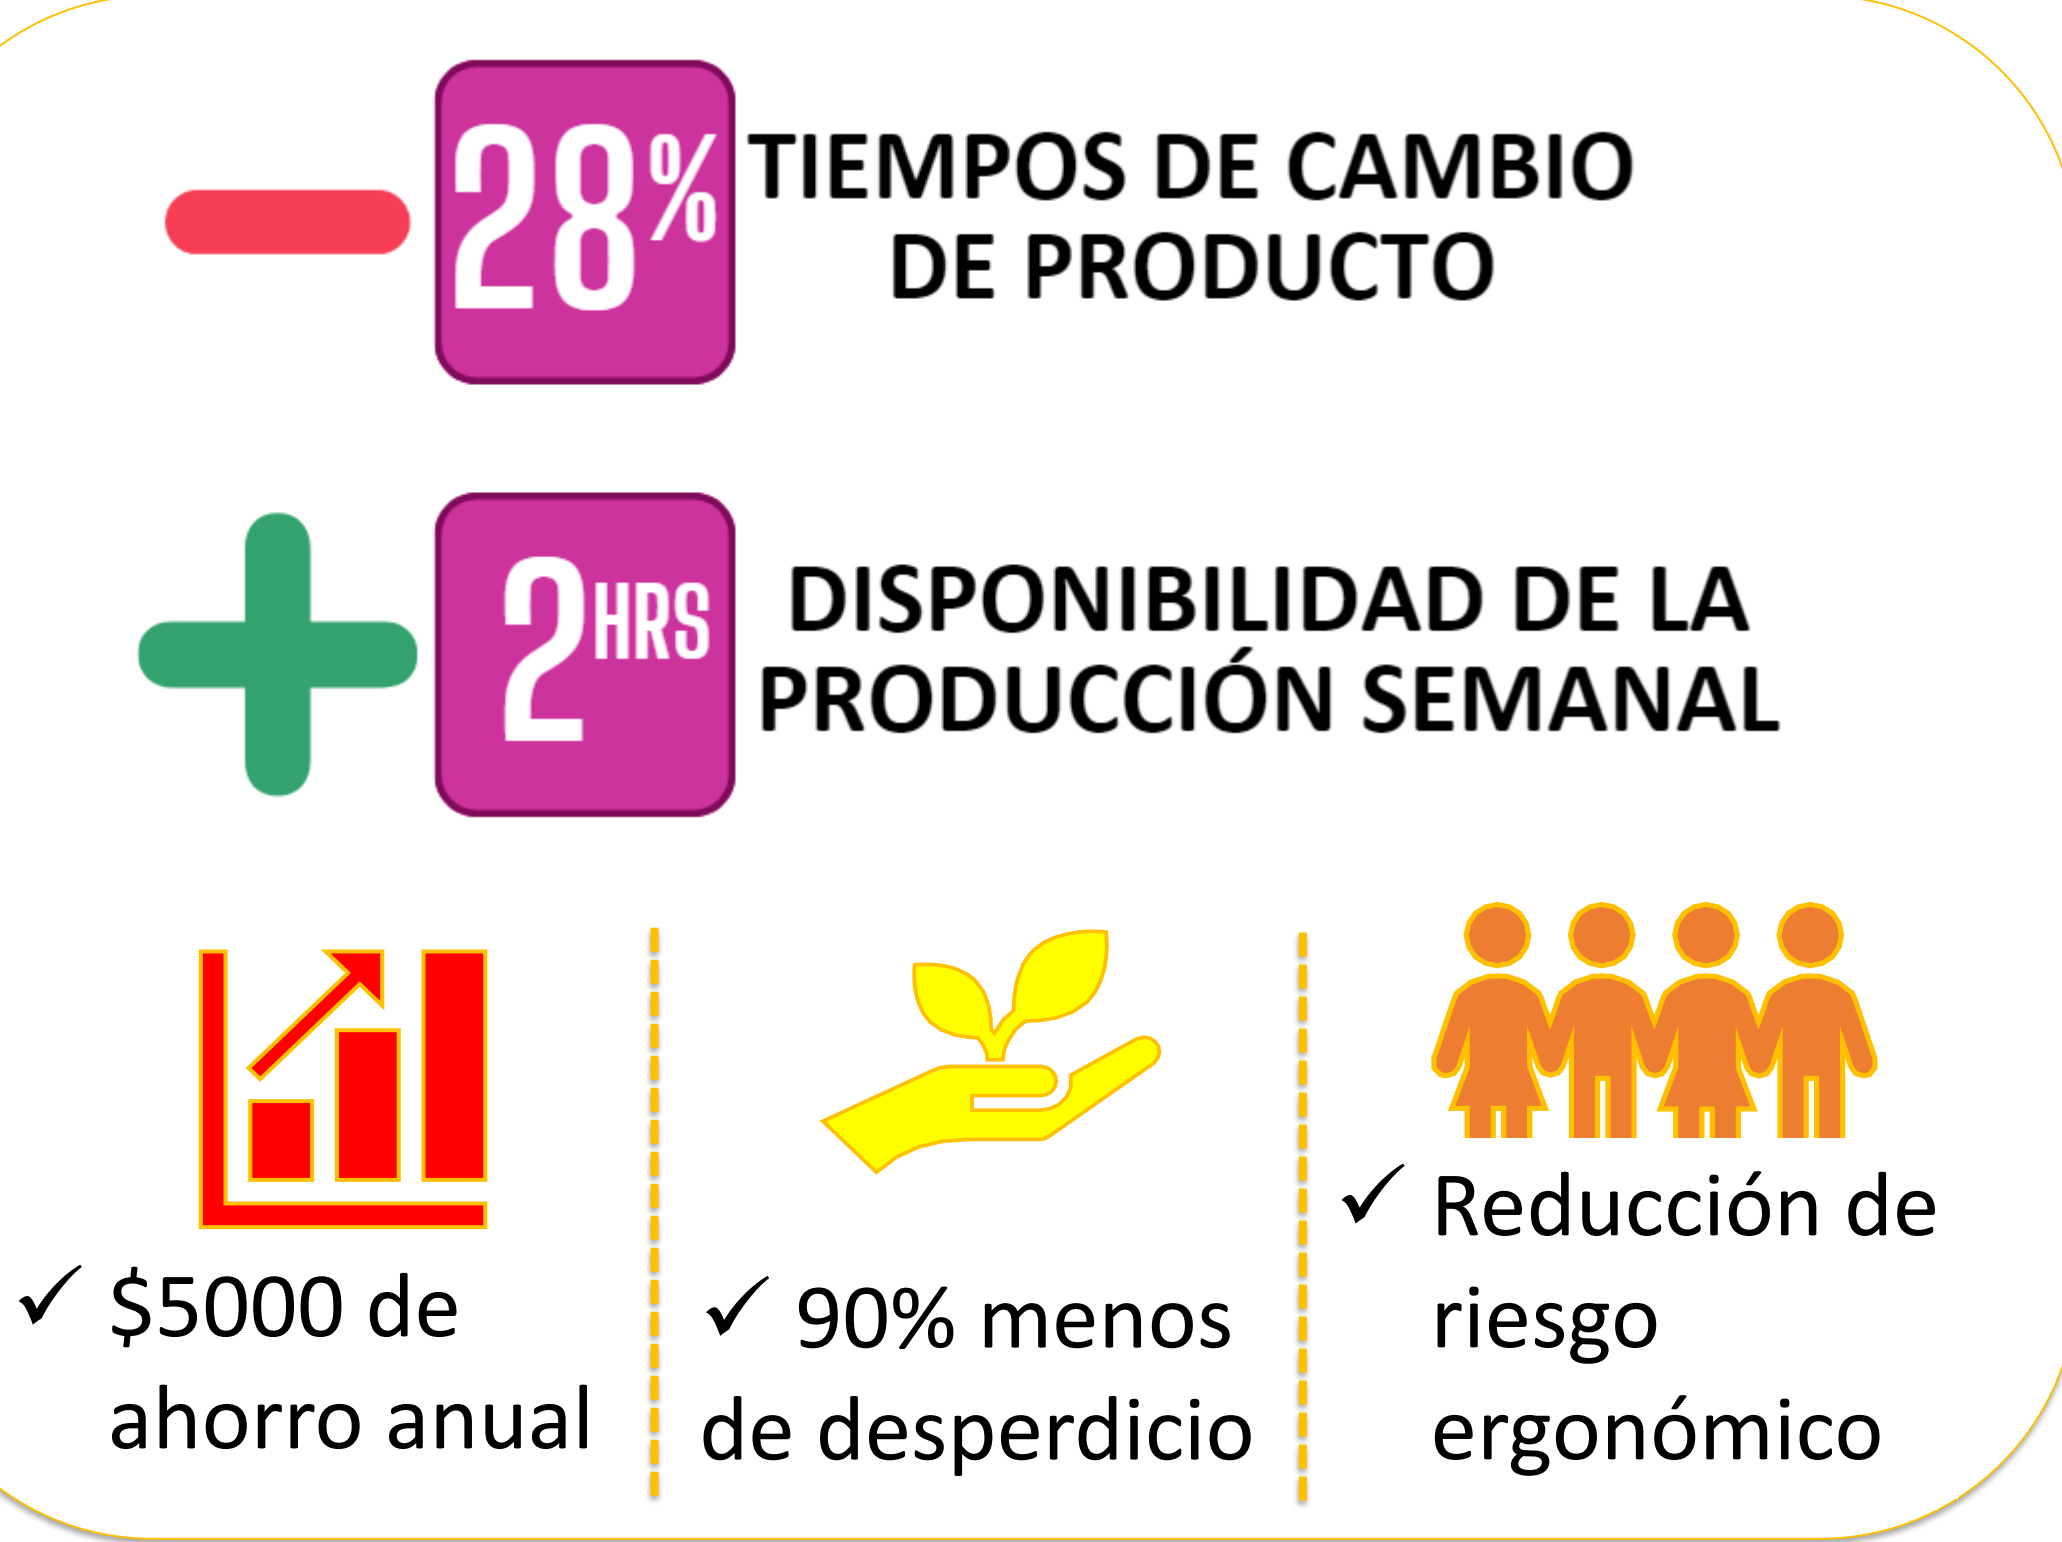 28%
TIEMPOS DE CAMBIO
DE PRODUCTO
2HRS
DISPONIBILIDAD DE LA
PRODUCCIÓN SEMANAL
✓ $5000 de
ahorro anual
✓ 90% menos
de desperdicio
✓ Reducción de
riesgo
ergonómico